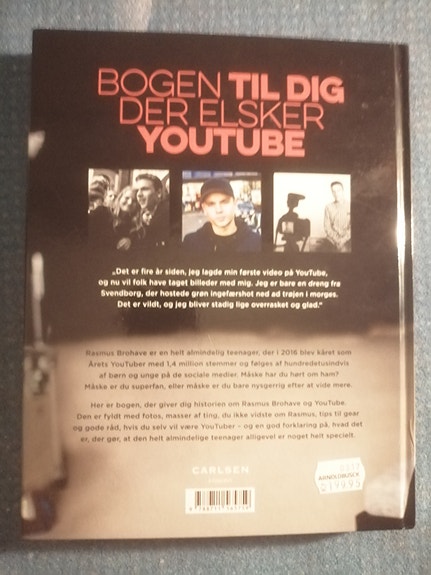 BOGEN TIL DIG
DER ELSKER
YOUTUBE
„Det er fire år siden, jeg lagde min første video på YouTube,
og nu vil folk have taget billeder med mig. Jeg er bare en dreng fra
Svendborg, der hostede grøn ingefærshot ned ad trøjen i morges.
Det er vildt, og jeg bliver stadig lige overrasket og glad.“
Rasmus Brohave er en helt almindelig teenager, der i 2016 blev kåret som
Årets YouTuber med 1,4 million stemmer og følges af hundredetusindvis
af børn og unge på de sociale medier. Måske har du hørt om ham?
Måske er du superfan, eller måske er du bare nysgerrig efter at vide mere.
Her er bogen, der giver dig historien om Rasmus Brohave og YouTube.
Den er fyldt med fotos, masser af ting, du ikke vidste om Rasmus, tips til gear
og gode råd, hvis du selv vil være YouTuber – og en god forklaring på, hvad det
er, der gør, at den helt almindelige teenager alligevel er noget helt specielt.
CARLSEN
ARNOLDBUSCK
199.95